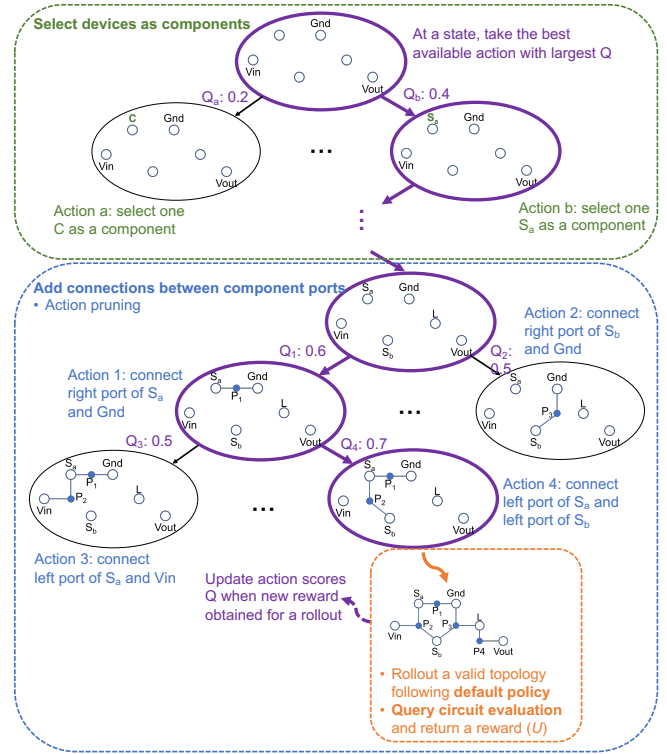 Select devices as components
Gnd
At a state, take the best
available action with largest Q
Vin
Vout
Qa: 0.2
Qb: 0.4
C
Gnd
Sa
Gnd
...
Vin
Vout
Vin
Vout
Action a: select one
C as a component
Action b: select one
Sa as a component
Add connections between component ports
• Action pruning
Sa
Gnd
L
Vin
Sb
Vout
Action 2: connect
right port of Sb
and Gnd
Q1: 0.6
Q2:
0.5
Action 1: connect
right port of Sa
and Gnd
Sa
Gnd
P1
L
Vin
Sb
Vout
...
Sa
Gnd
Vin
P3
L
Sb
Vout
Q3: 0.5
Q4: 0.7
Sa
Gnd
P1
P2
L
Vin
Sb
Vout
...
Sa
Gnd
P1
P2
L
Vin
Sb
Vout
Action 4: connect
left port of Sa and
left port of Sb
Action 3: connect
left port of Sa and Vin
Update action scores
Q when new reward
obtained for a rollout
Sa
Gnd
P1
L
Vin
P2
P3
Sb
P4
Vout
• Rollout a valid topology
following default policy
• Query circuit evaluation
and return a reward (U)